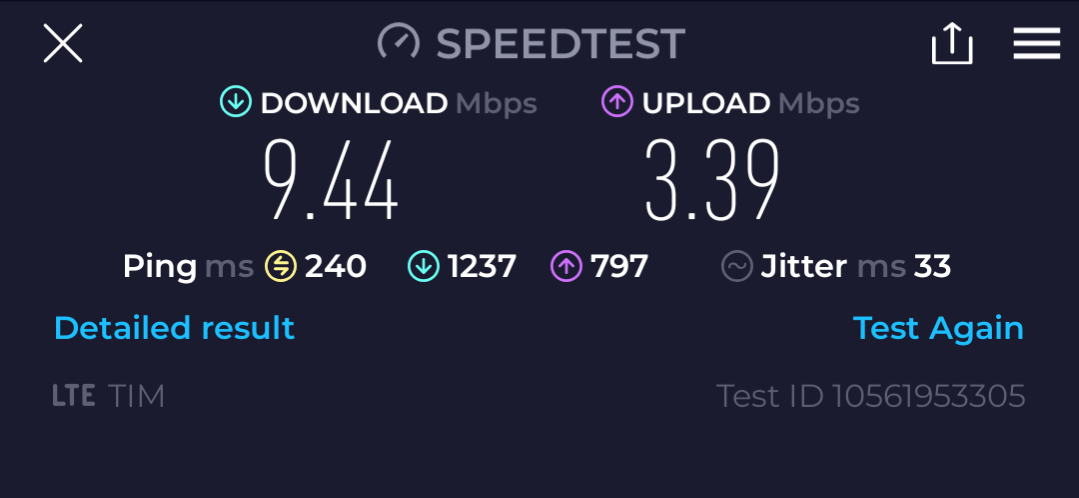 SPEEDTEST
DOWNLOAD Mbps UPLOAD Mbps
9.44 3.39
Ping ms 240 1237 797 Jitter ms 33
Detailed result Test Again
LTE TIM Test ID 10561953305